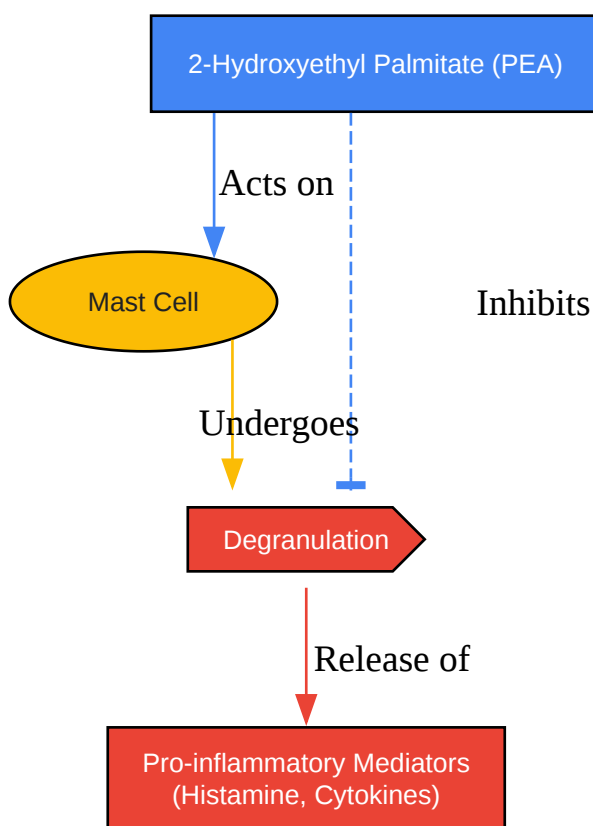 2-Hydroxyethyl Palmitate (PEA)
Acts on
Mast Cell
Inhibits
Undergoes
Degranulation
Release of
Pro-inflammatory Mediators
(Histamine, Cytokines)